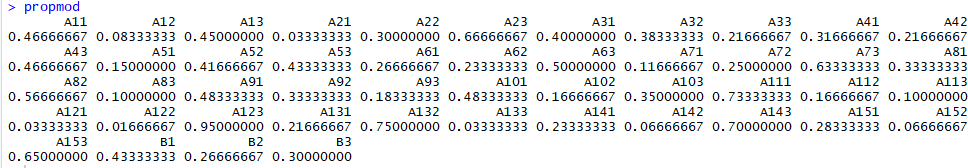 > propmod
A11 A12 A13 A21 A22 A23 A31 A32 A33 A41 A42
0.46666667 0.08333333 0.45000000 0.03333333 0.30000000 0.66666667 0.40000000 0.38333333 0.21666667 0.31666667 0.21666667
A43 A51 A52 A53 A61 A62 A63 A71 A72 A73 A81
0.46666667 0.15000000 0.41666667 0.43333333 0.26666667 0.23333333 0.50000000 0.11666667 0.25000000 0.63333333 0.33333333
A82 A83 A91 A92 A93 A101 A102 A103 A111 A112 A113
0.56666667 0.10000000 0.48333333 0.33333333 0.18333333 0.48333333 0.16666667 0.35000000 0.73333333 0.16666667 0.10000000
A121 A122 A123 A131 A132 A133 A141 A142 A143 A151 A152
0.03333333 0.01666667 0.95000000 0.21666667 0.75000000 0.03333333 0.23333333 0.06666667 0.70000000 0.28333333 0.06666667
A153 B1 B2 B3
0.65000000 0.43333333 0.26666667 0.30000000